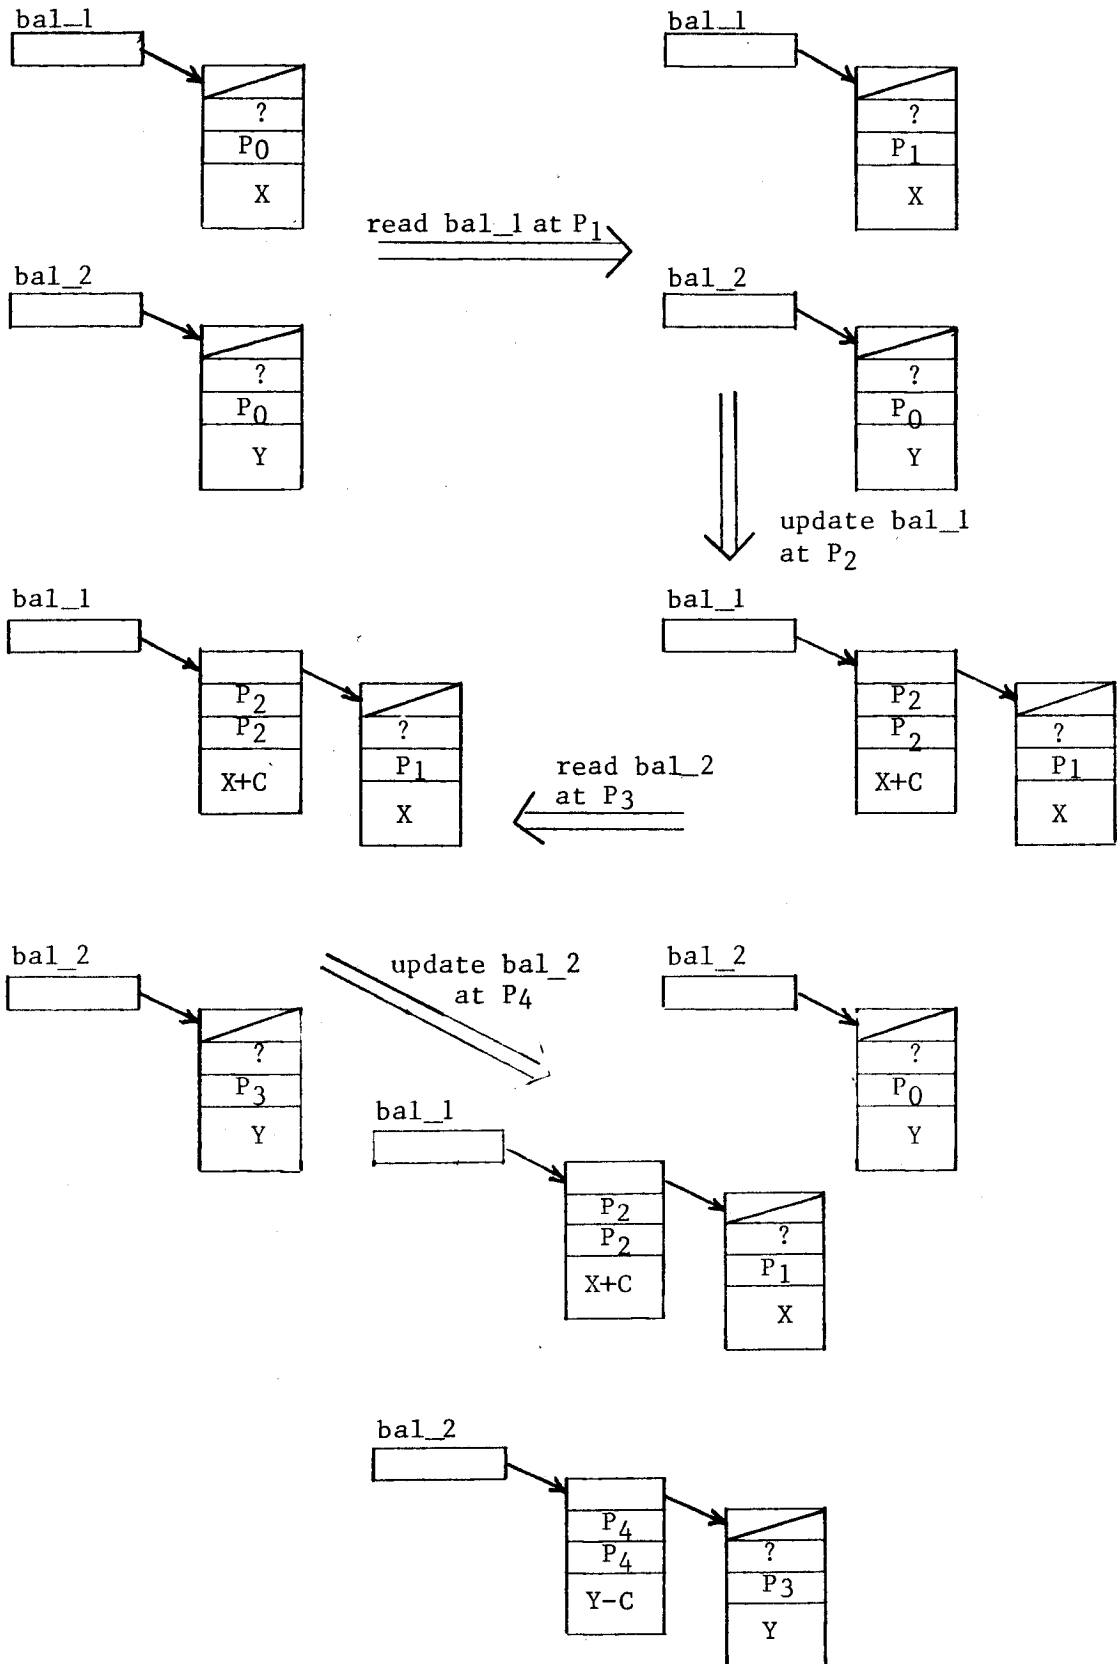 bal_1
?
P0
X
bal_2
?
P0
Y
read bal_1 at P1
bal_1
?
P1
X
bal_2
?
P0
Y
update bal_1
at P2
bal_1
P2
P2
X+C
?
P1
X
bal_2
?
P0
Y
read bal_2
at P3
bal_1
P2
P2
X+C
?
P1
X
bal_2
?
P3
Y
update bal_2
at P4
bal_1
P2
P2
X+C
?
P1
X
bal_2
P4
P4
Y-C
?
P3
Y